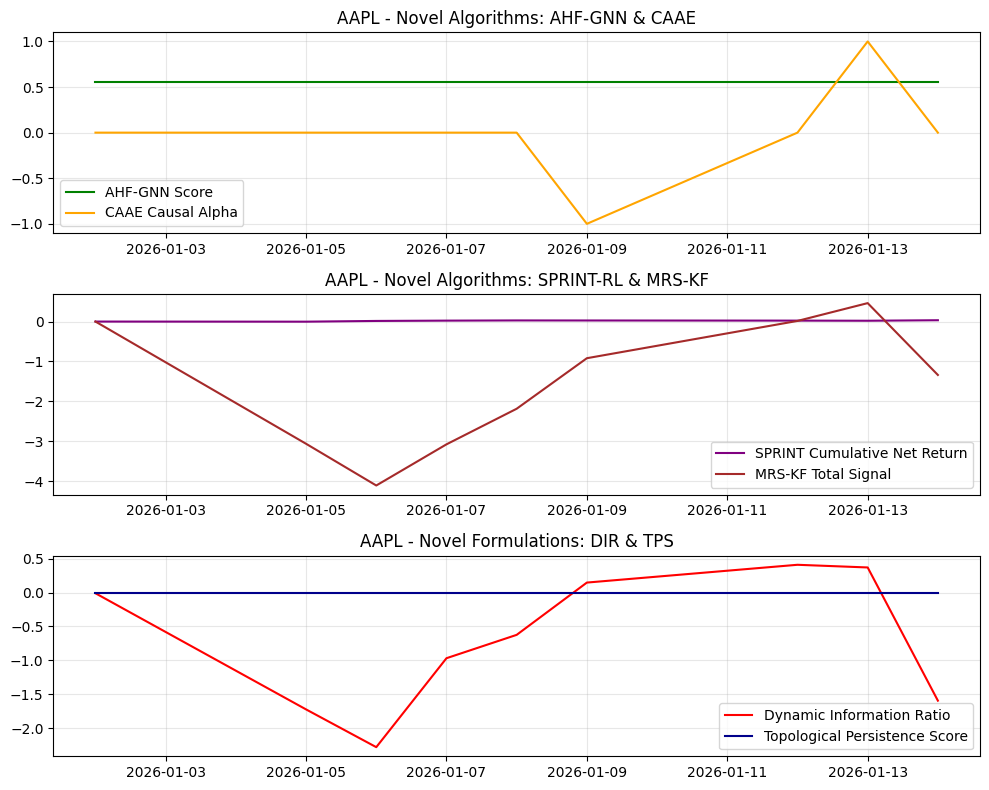 AAPL - Novel Algorithms: AHF-GNN & CAAE
1.0
0.5
0.0
−0.5
−1.0
AHF-GNN Score
CAAE Causal Alpha
2026-01-03 2026-01-05 2026-01-07 2026-01-09 2026-01-11 2026-01-13
AAPL - Novel Algorithms: SPRINT-RL & MRS-KF
0
−1
−2
−3
−4
SPRINT Cumulative Net Return
MRS-KF Total Signal
2026-01-03 2026-01-05 2026-01-07 2026-01-09 2026-01-11 2026-01-13
AAPL - Novel Formulations: DIR & TPS
0.5
0.0
−0.5
−1.0
−1.5
−2.0
Dynamic Information Ratio
Topological Persistence Score
2026-01-03 2026-01-05 2026-01-07 2026-01-09 2026-01-11 2026-01-13